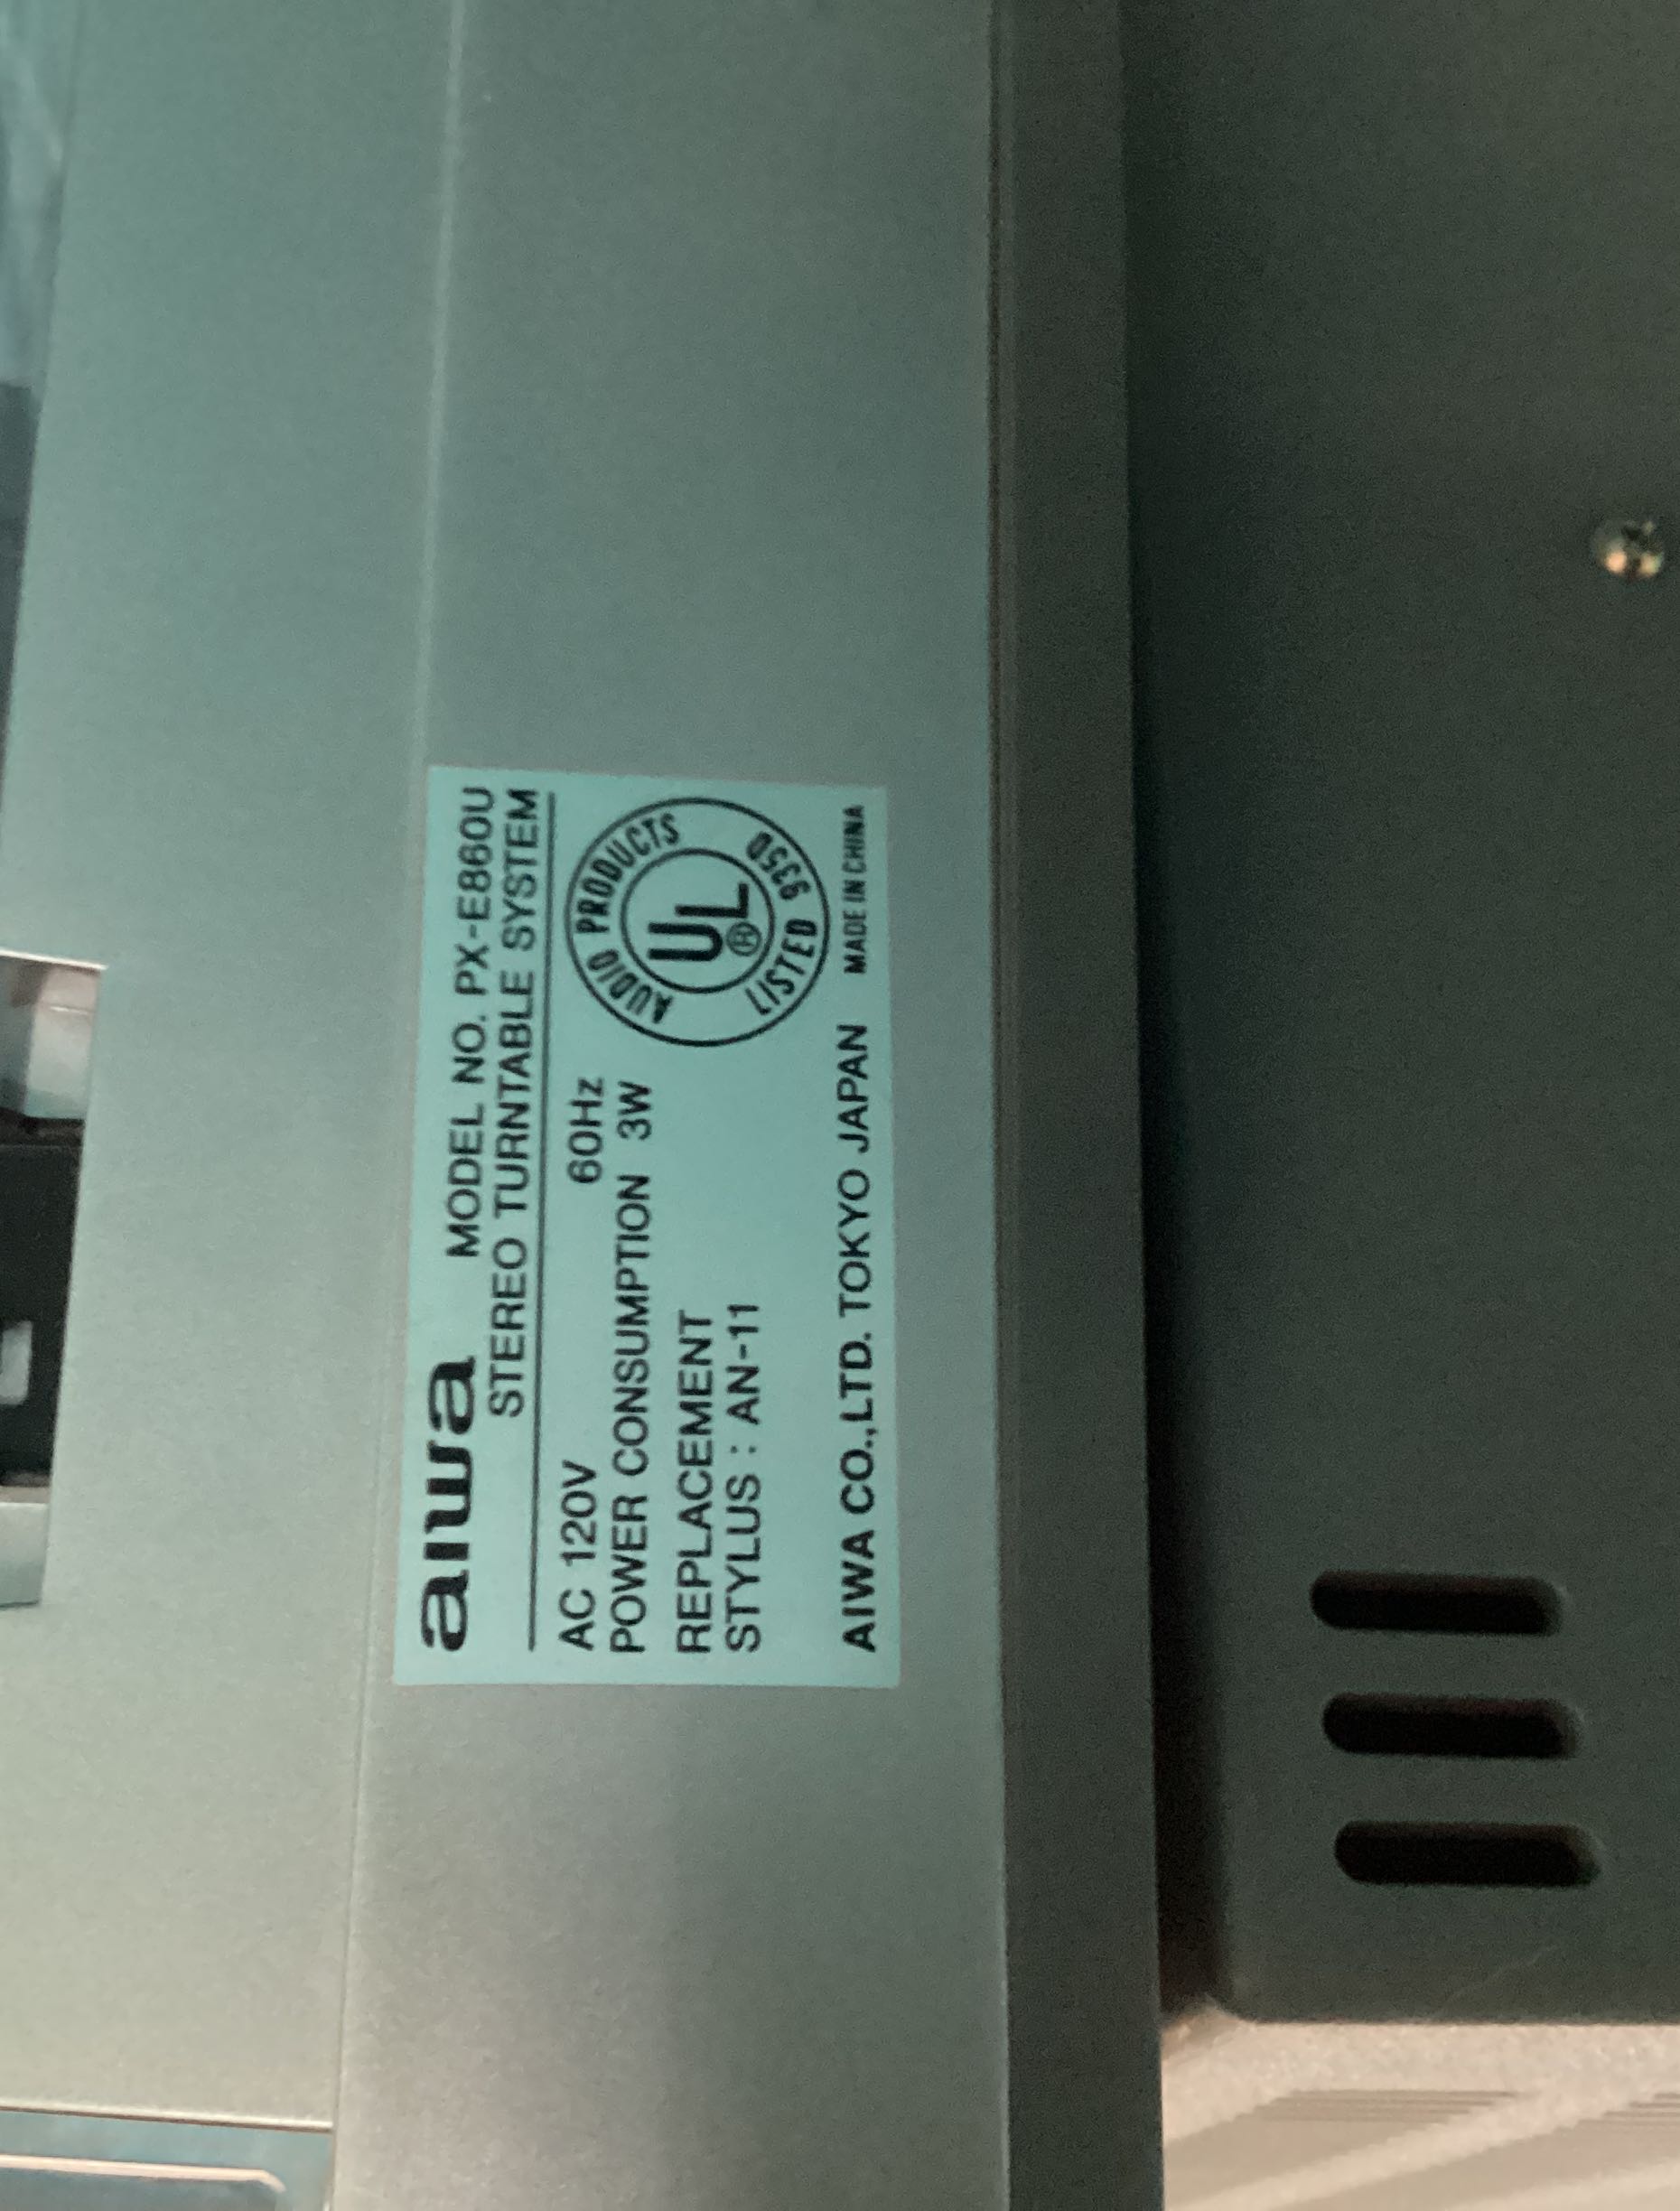 aiwa MODEL NO. PX-E860U
STEREO TURNTABLE SYSTEM
AC 120V 60Hz
POWER CONSUMPTION 3W
REPLACEMENT
STYLUS : AN-11
AUDIO PRODUCTS
UL®
LISTED 935D
AIWA CO.,LTD. TOKYO JAPAN MADE IN CHINA